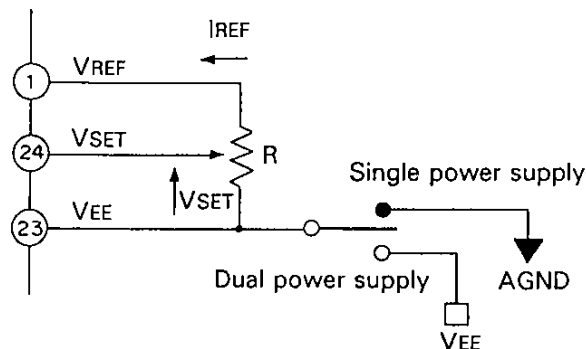 IREF
1
VREF
24
VSET
R
VSET
Single power supply
23
VEE
Dual power supply
AGND
VEE